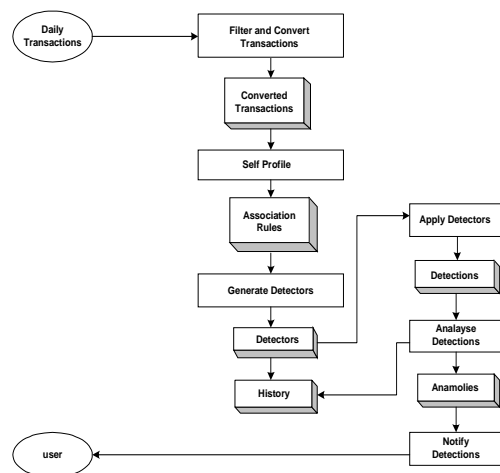 Daily
Transactions
Filter and Convert
Transactions
Converted
Transactions
Self Profile
Association
Rules
Generate Detectors
Detectors
History
Apply Detectors
Detections
Analayse
Detections
Anamolies
Notify
Detections
user